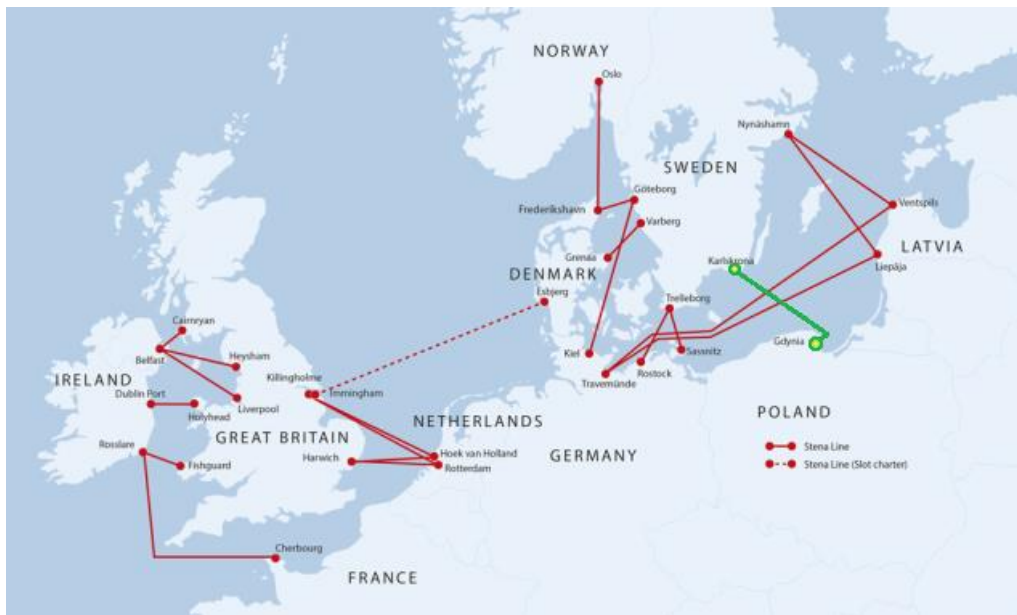 NORWAY
Oslo
Nynäshamn
SWEDEN
Göteborg
Frederikshavn
Varberg
Ventspils
LATVIA
Grenaa
Karlskrona
Liepāja
DENMARK
Esbjerg
Trelleborg
Cairnryan
Gdynia
Belfast
Heysham
Kiel
Sassnitz
Rostock
Travemünde
IRELAND
Killingholme
Immingham
Dublin Port
Holyhead
Liverpool
POLAND
NETHERLANDS
GREAT BRITAIN
Rosslare
Harwich
Hoek van Holland
GERMANY
Stena Line
Fishguard
Rotterdam
Stena Line (Slot charter)
Cherbourg
FRANCE